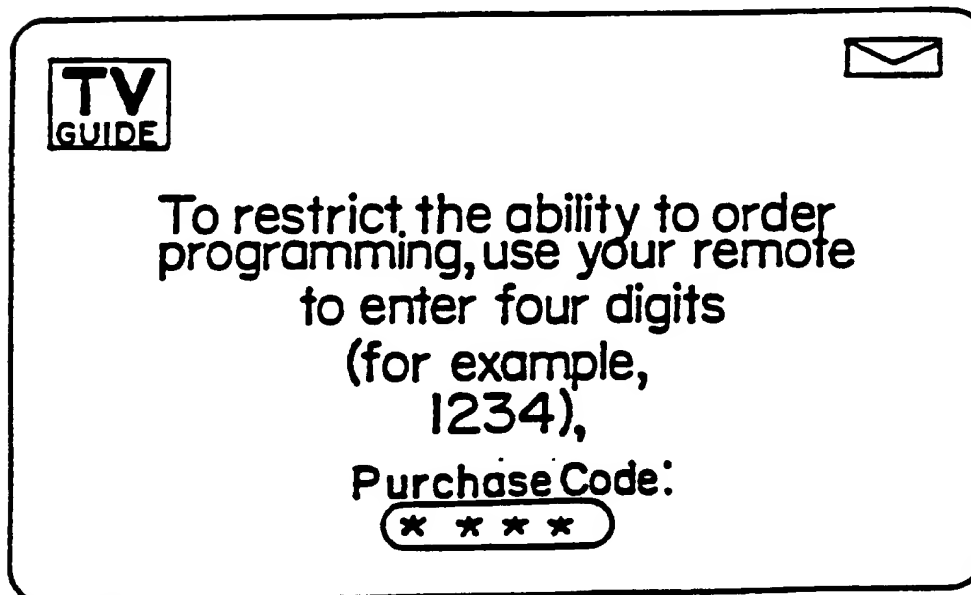 TV
GUIDE
To restrict the ability to order
programming, use your remote
to enter four digits
(for example,
1234),
Purchase Code:
* * * *